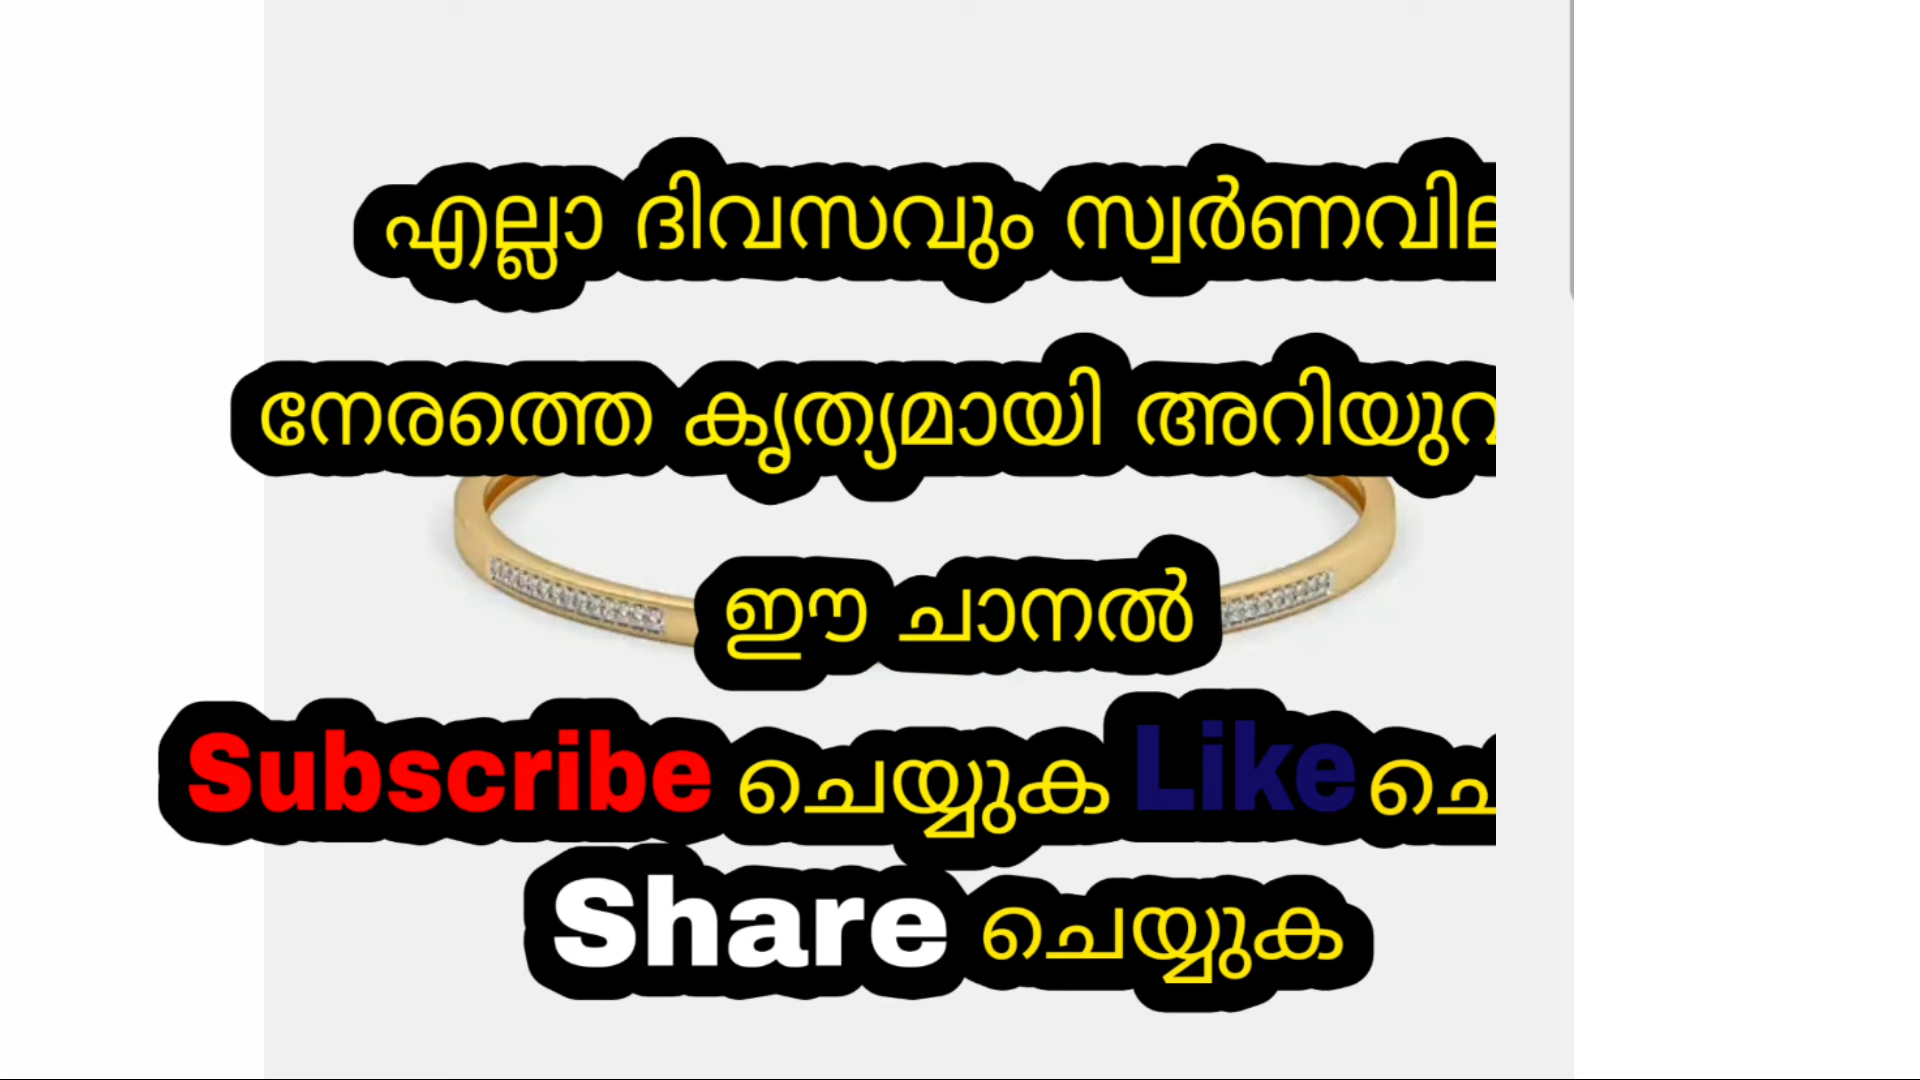 എല്ലാ ദിവസവും
നേരത്തെ കൃത്യമായി
ഈ ചാനൽ
Subscribe ചെയ്യുക Like
Share ചെയ്യുക